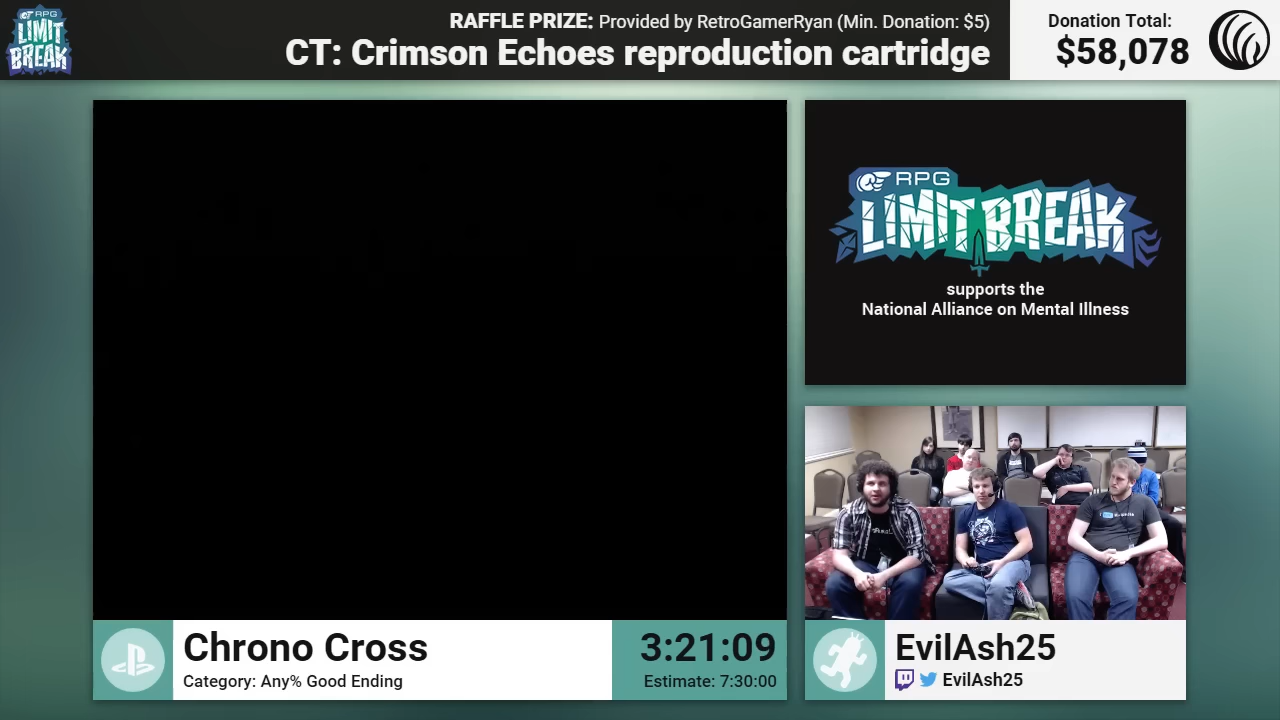 RPG
LIMIT
BREAK
RAFFLE PRIZE: Provided by RetroGamerRyan (Min. Donation: $5)
CT: Crimson Echoes reproduction cartridge
Donation Total:
$58,078
RPG
LIMIT BREAK
supports the
National Alliance on Mental Illness
Chrono Cross
Category: Any% Good Ending
3:21:09
Estimate: 7:30:00
EvilAsh25
EvilAsh25